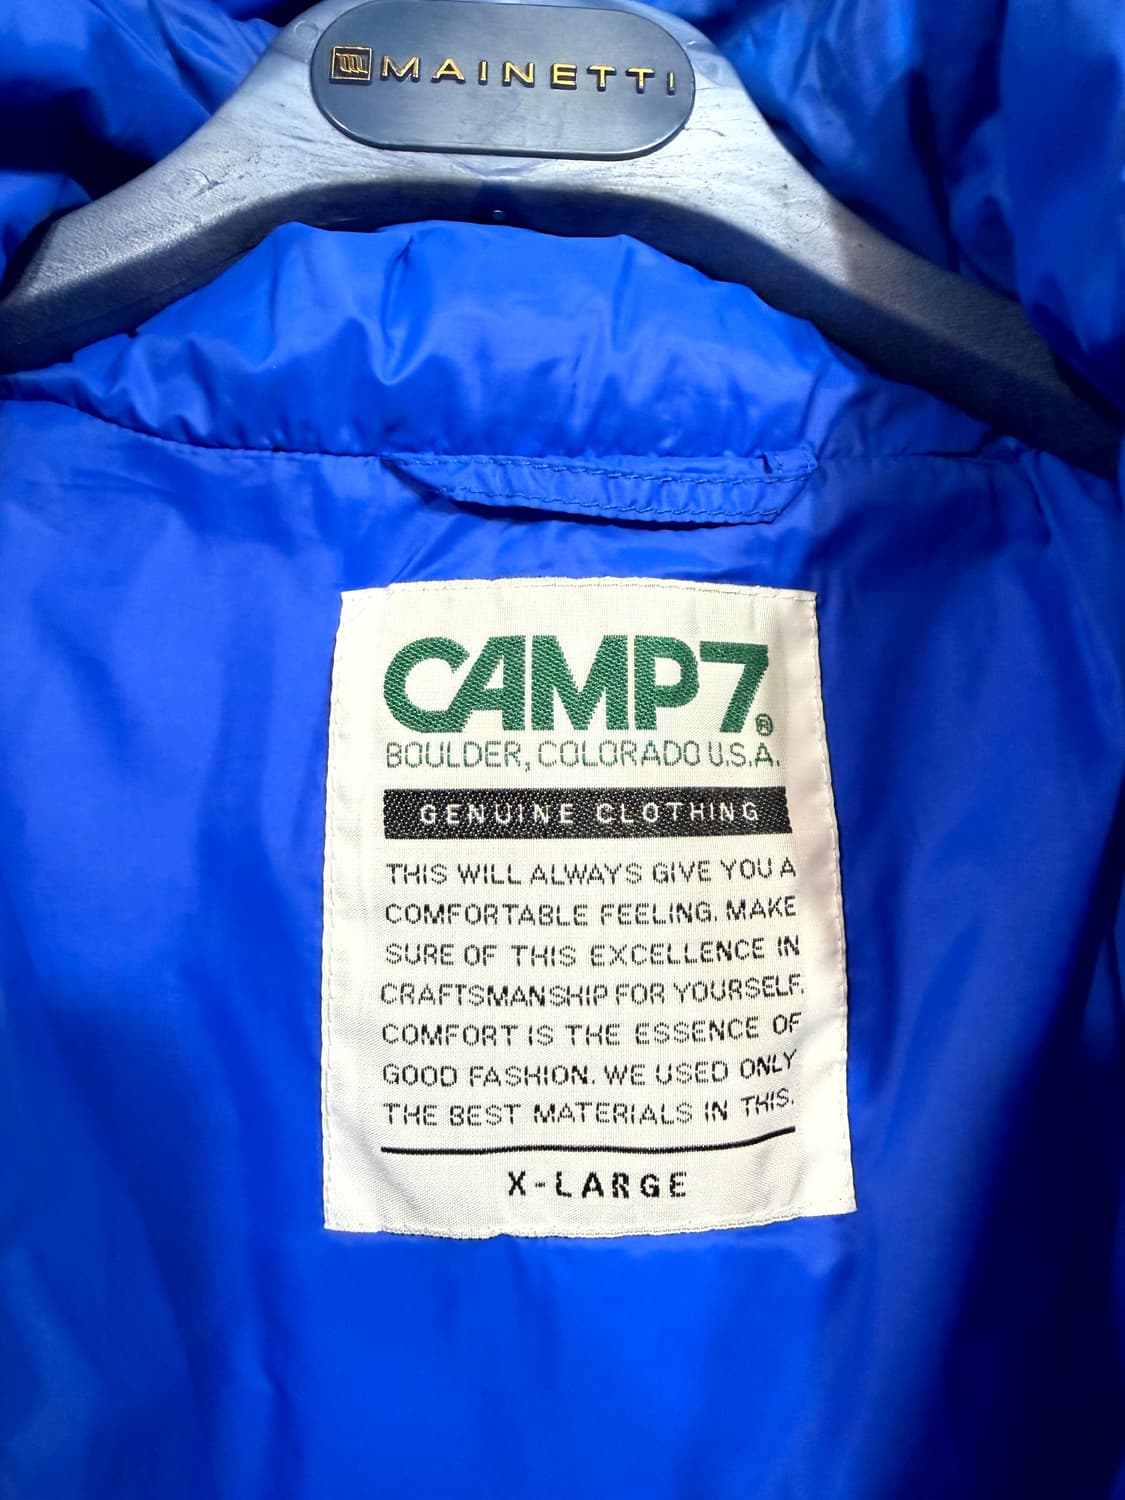 MAINETTI
CAMP7®
BOULDER, COLORADO U.S.A.
GENUINE CLOTHING
THIS WILL ALWAYS GIVE YOU A
COMFORTABLE FEELING. MAKE
SURE OF THIS EXCELLENCE IN
CRAFTSMANSHIP FOR YOURSELF.
COMFORT IS THE ESSENCE OF
GOOD FASHION. WE USED ONLY
THE BEST MATERIALS IN THIS.
X-LARGE